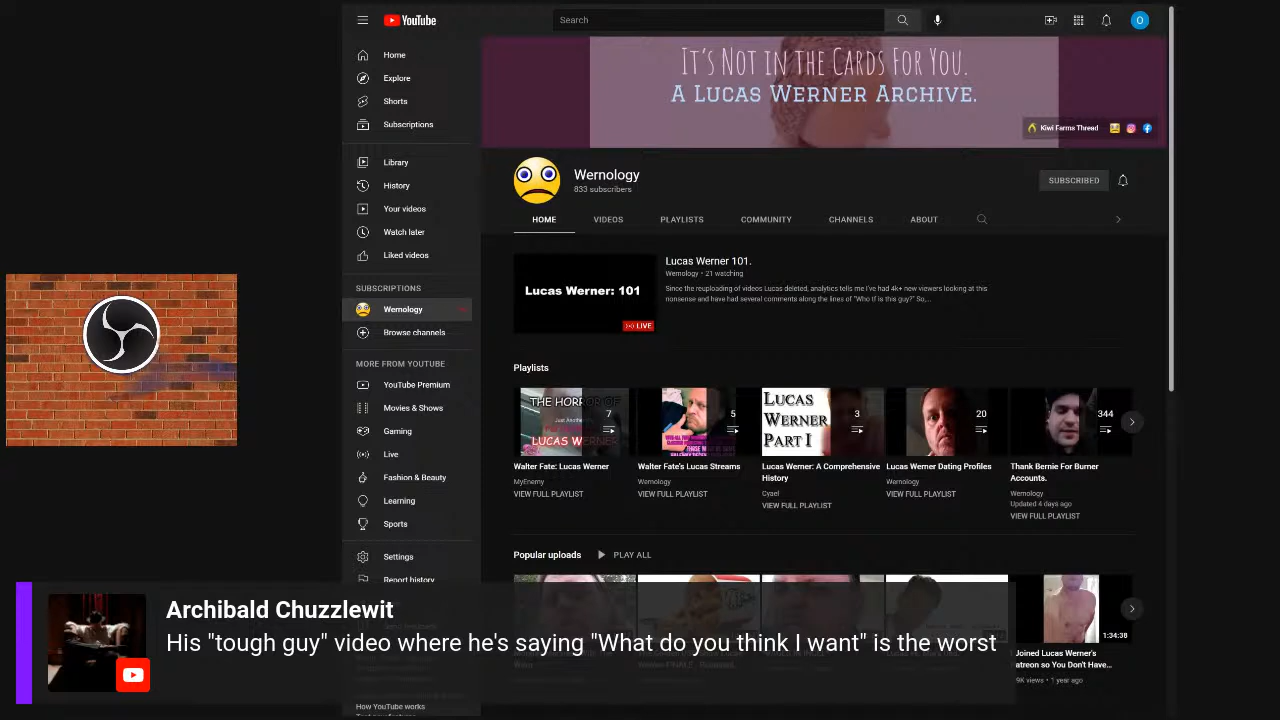 YouTube
Search
O
Home
Explore
Shorts
Subscriptions
Library
History
Your videos
Watch later
Liked videos
SUBSCRIPTIONS
Wernology
Browse channels
MORE FROM YOUTUBE
YouTube Premium
Movies & Shows
Gaming
Live
Fashion & Beauty
Learning
Sports
Settings
Report history
How YouTube works
IT'S NOT IN THE CARDS FOR YOU.
A LUCAS WERNER ARCHIVE.
Kiwi Farms Thread
Wernology
833 subscribers
SUBSCRIBED
HOME VIDEOS PLAYLISTS COMMUNITY CHANNELS ABOUT
Lucas Werner: 101
LIVE
Lucas Werner 101.
Wernology • 21 watching
Since the reuploading of videos Lucas deleted, analytics tells me I've had 4k+ new viewers looking at this
nonsense and have had several comments along the lines of "Who tf is this guy?" So,...
Playlists
THE HORROR OF
Just Another
LUCAS WERNER
7
Walter Fate: Lucas Werner
MyEnemy
VIEW FULL PLAYLIST
5
Walter Fate's Lucas Streams
Wernology
VIEW FULL PLAYLIST
LUCAS
WERNER
PART I
3
Lucas Werner: A Comprehensive
History
Cyael
VIEW FULL PLAYLIST
20
Lucas Werner Dating Profiles
Wernology
VIEW FULL PLAYLIST
344
Thank Bernie For Burner
Accounts.
Wernology
Updated 4 days ago
VIEW FULL PLAYLIST
Popular uploads PLAY ALL
1:34:38
Joined Lucas Werner's
atreon so You Don't Have...
9K views • 1 year ago
Archibald Chuzzlewit
His "tough guy" video where he's saying "What do you think I want" is the worst